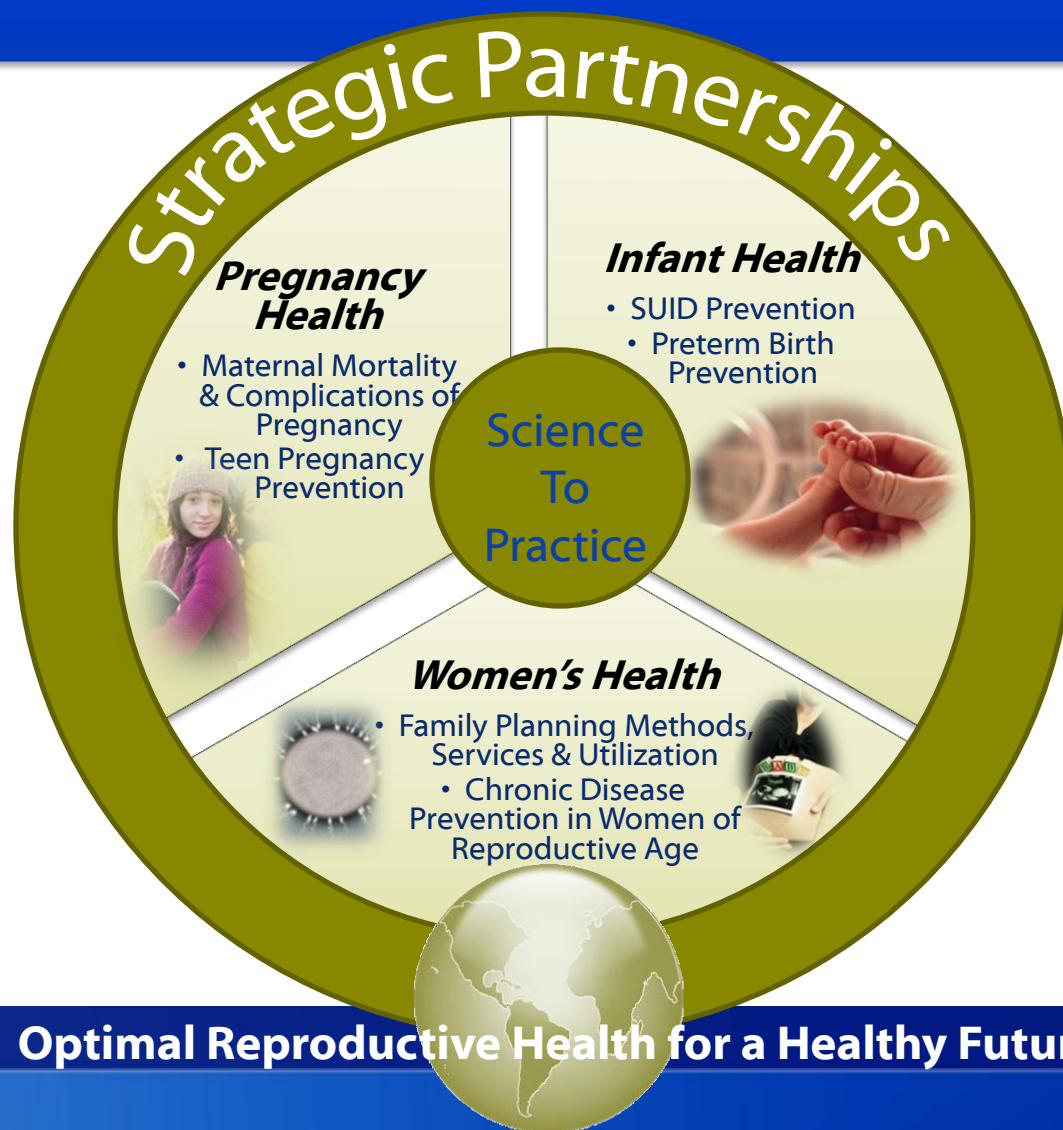 Strategic Partnerships
Pregnancy
Health
• Maternal Mortality
& Complications of
Pregnancy
• Teen Pregnancy
Prevention
Infant Health
• SUID Prevention
• Preterm Birth
Prevention
Science
To
Practice
Women's Health
• Family Planning Methods,
Services & Utilization
• Chronic Disease
Prevention in Women of
Reproductive Age
Optimal Reproductive Health for a Healthy Futu